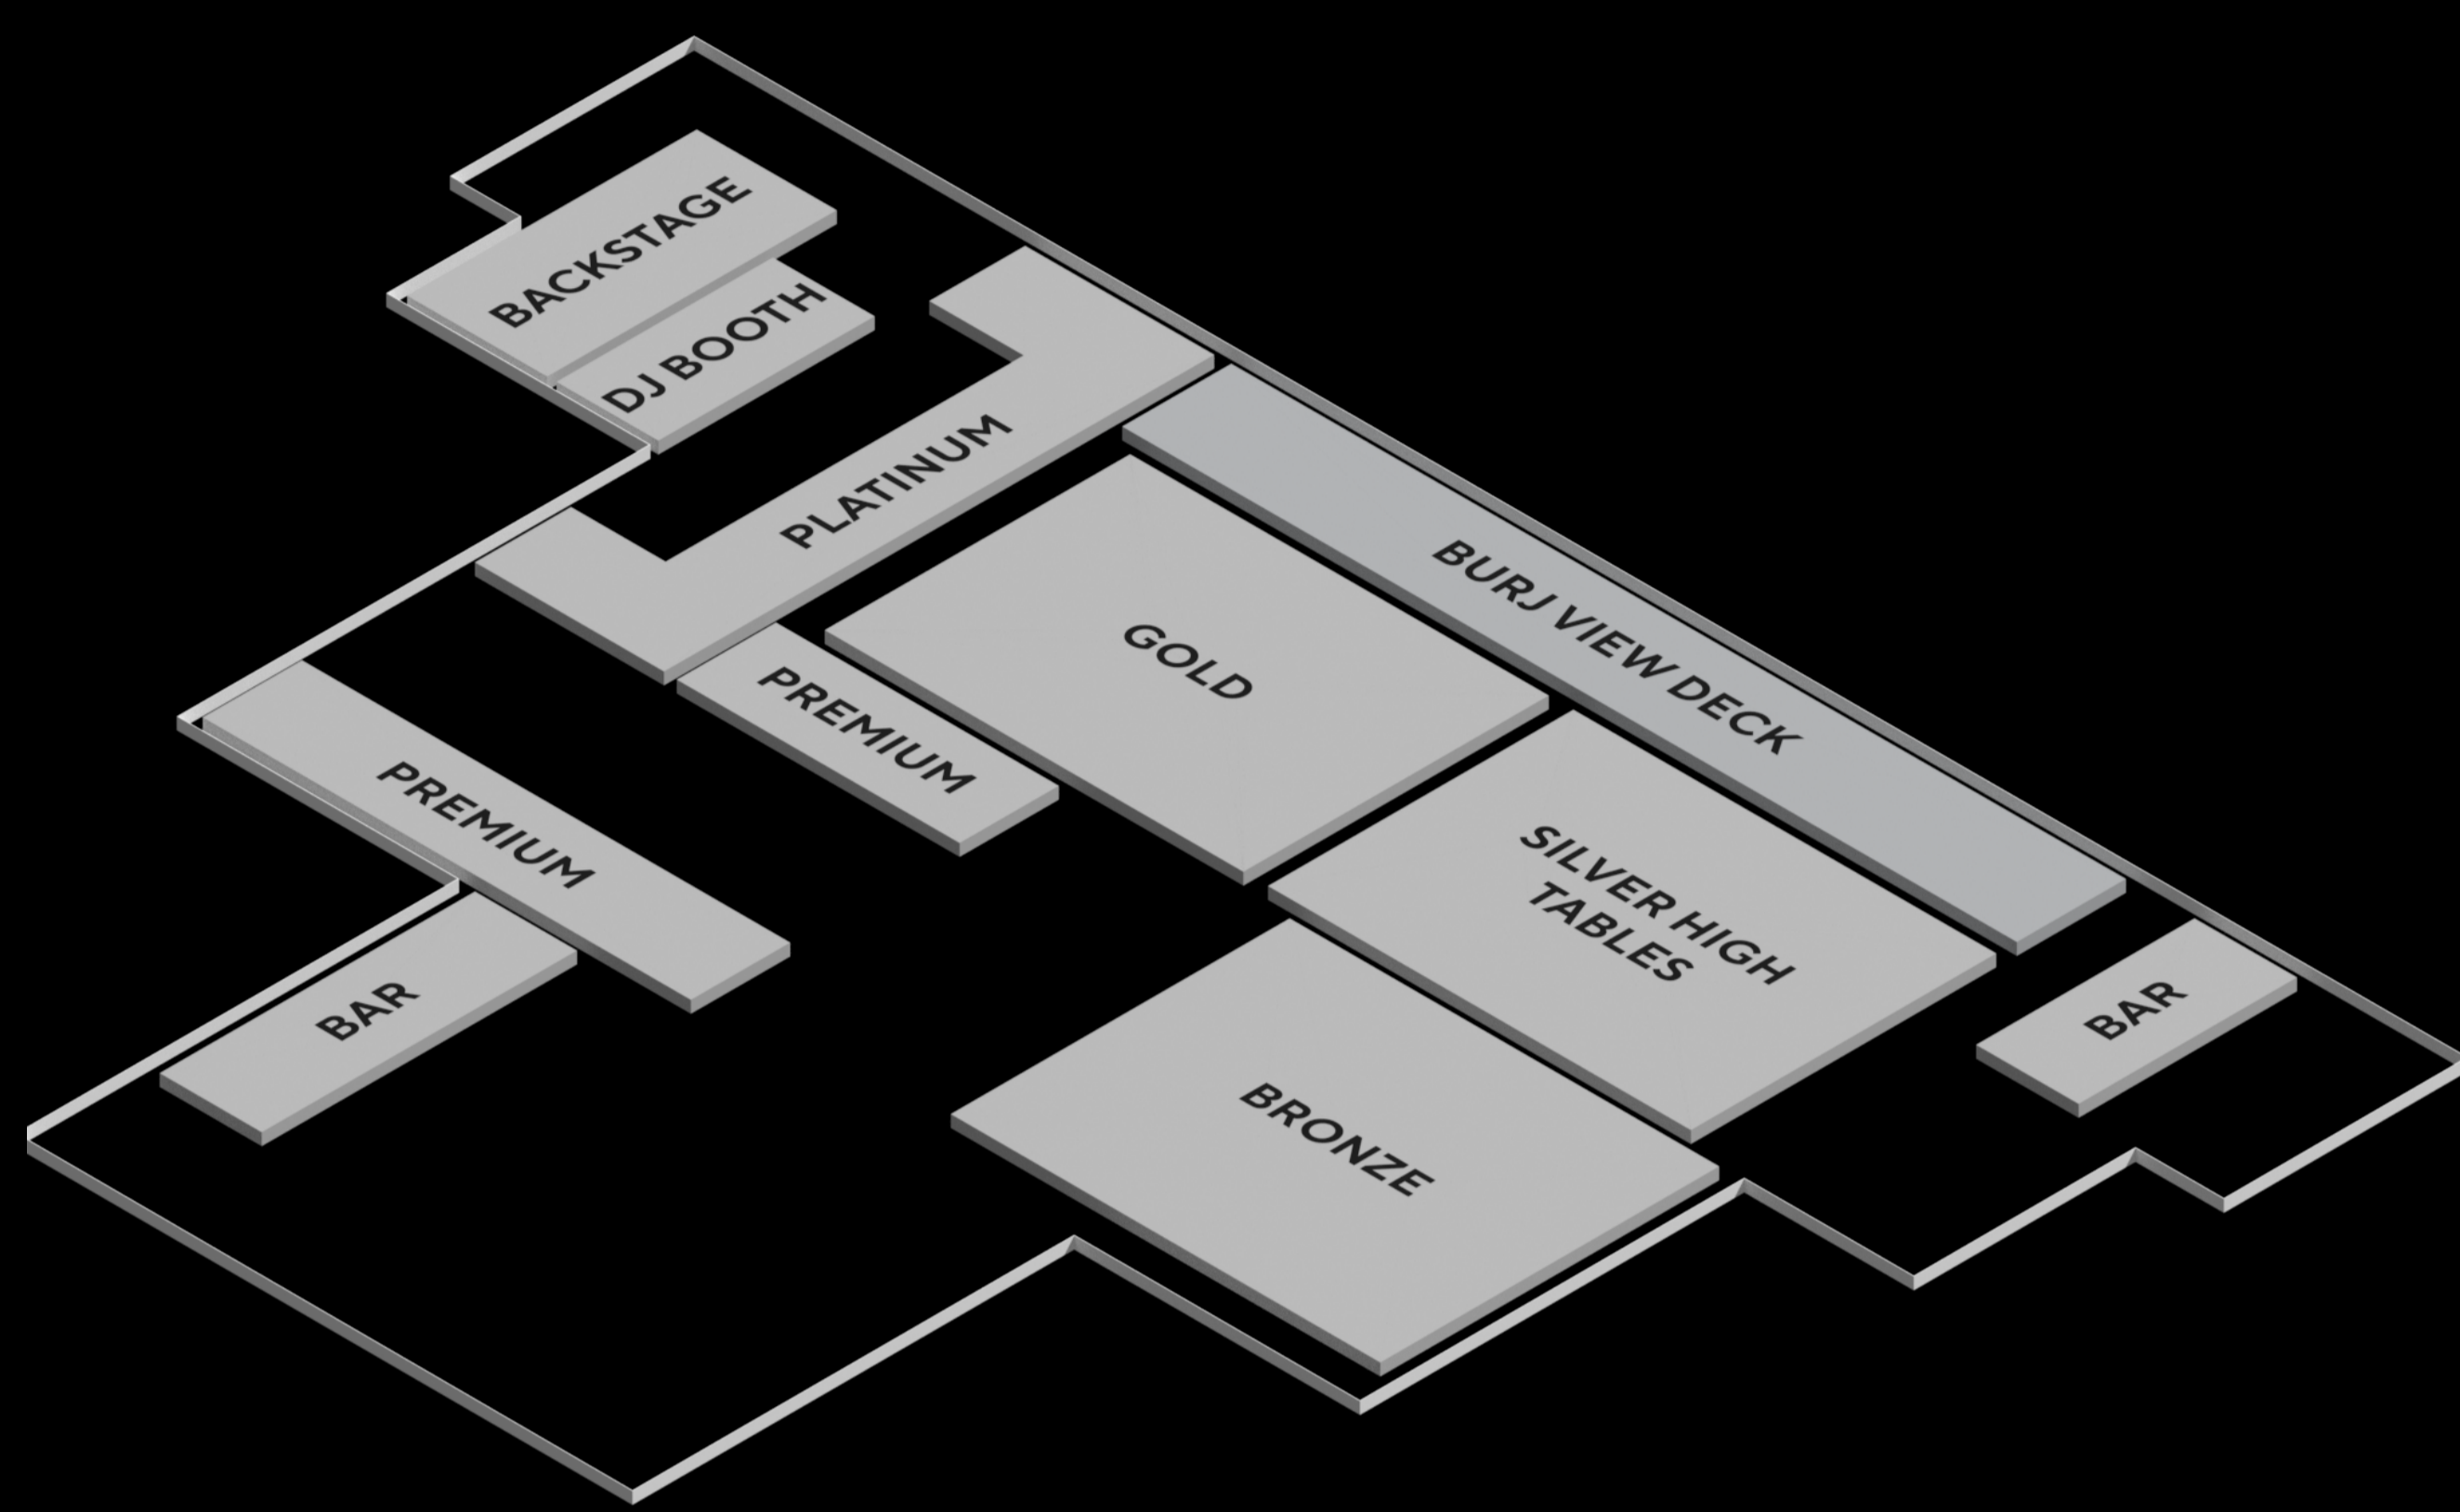 BACKSTAGE
DJ BOOTH
PLATINUM
BURJ VIEW DECK
GOLD
PREMIUM
PREMIUM
SILVER HIGH
TABLES
BAR
BAR
BRONZE